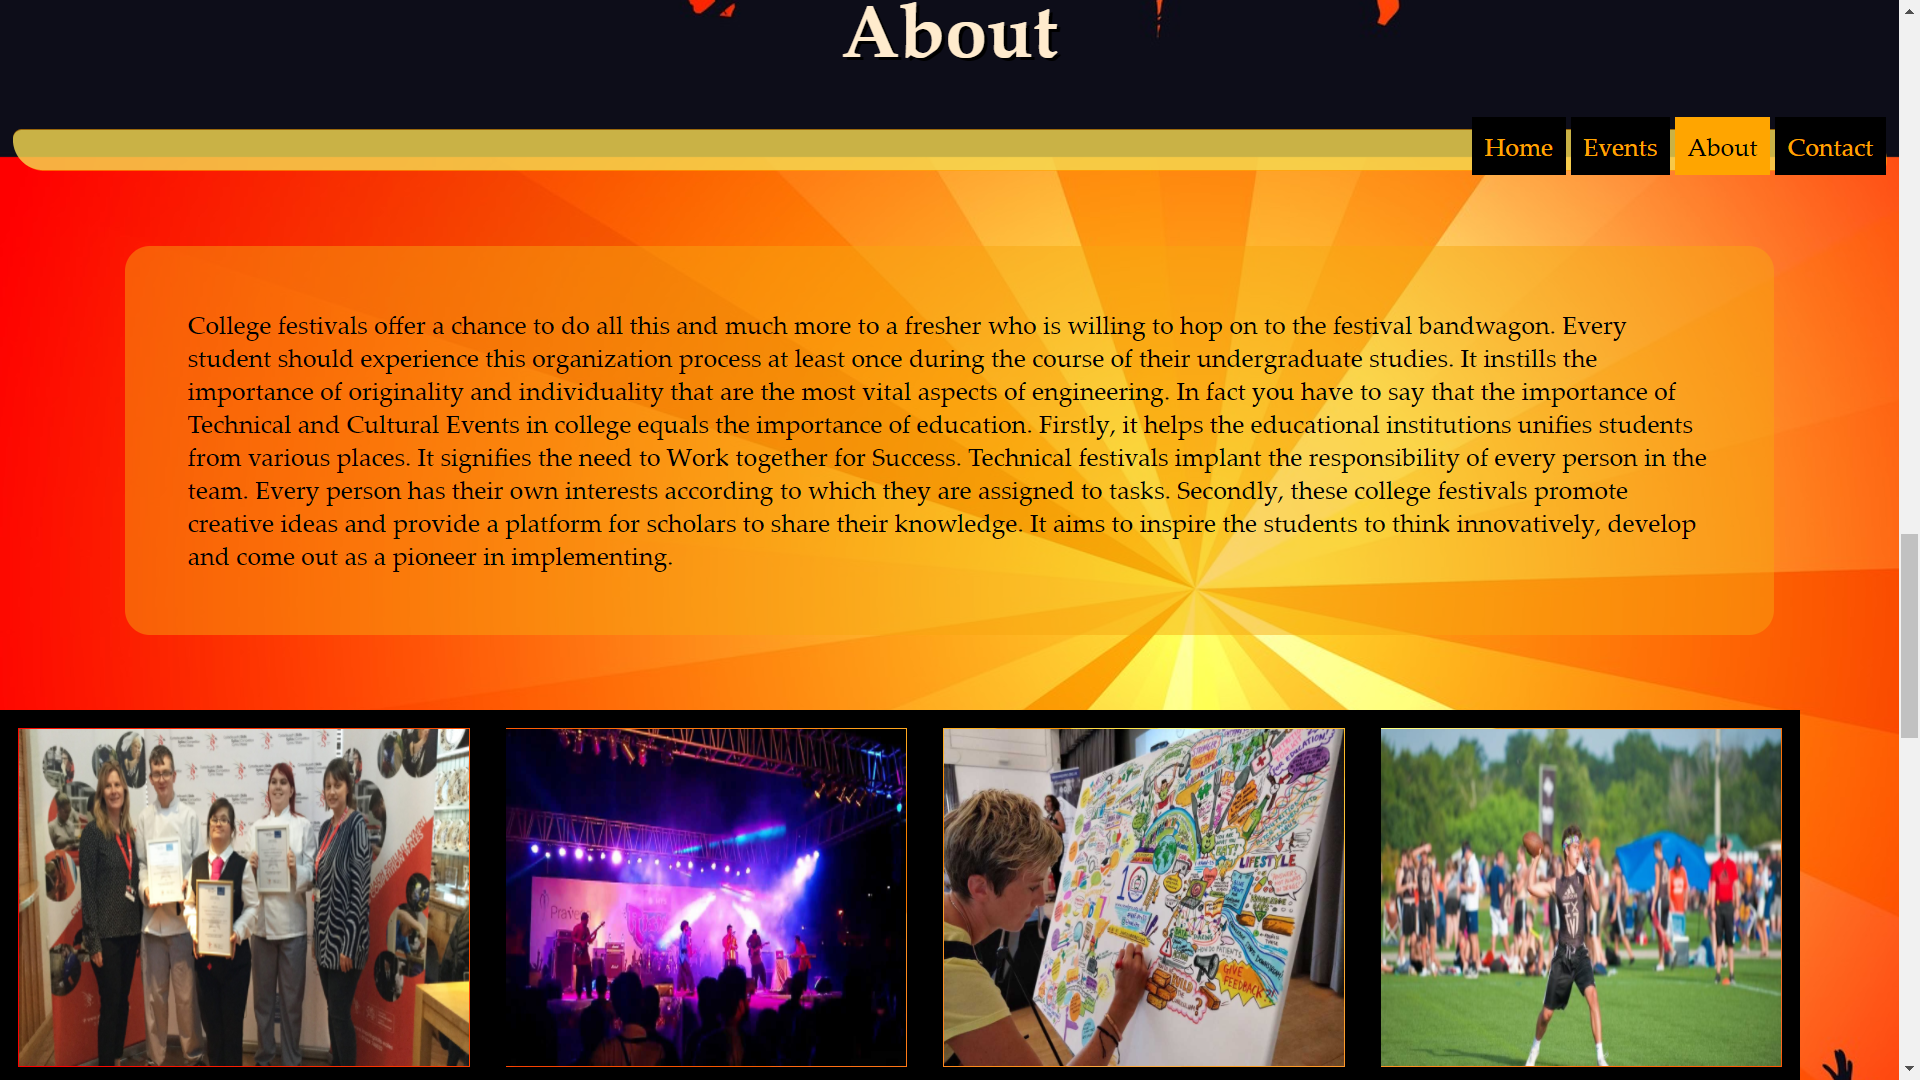 About
Home Events About Contact
College festivals offer a chance to do all this and much more to a fresher who is willing to hop on to the festival bandwagon. Every
student should experience this organization process at least once during the course of their undergraduate studies. It instills the
importance of originality and individuality that are the most vital aspects of engineering. In fact you have to say that the importance of
Technical and Cultural Events in college equals the importance of education. Firstly, it helps the educational institutions unifies students
from various places. It signifies the need to Work together for Success. Technical festivals implant the responsibility of every person in the
team. Every person has their own interests according to which they are assigned to tasks. Secondly, these college festivals promote
creative ideas and provide a platform for scholars to share their knowledge. It aims to inspire the students to think innovatively, develop
and come out as a pioneer in implementing.
LIFESTYLE
10
GIVE
FEEDBACK